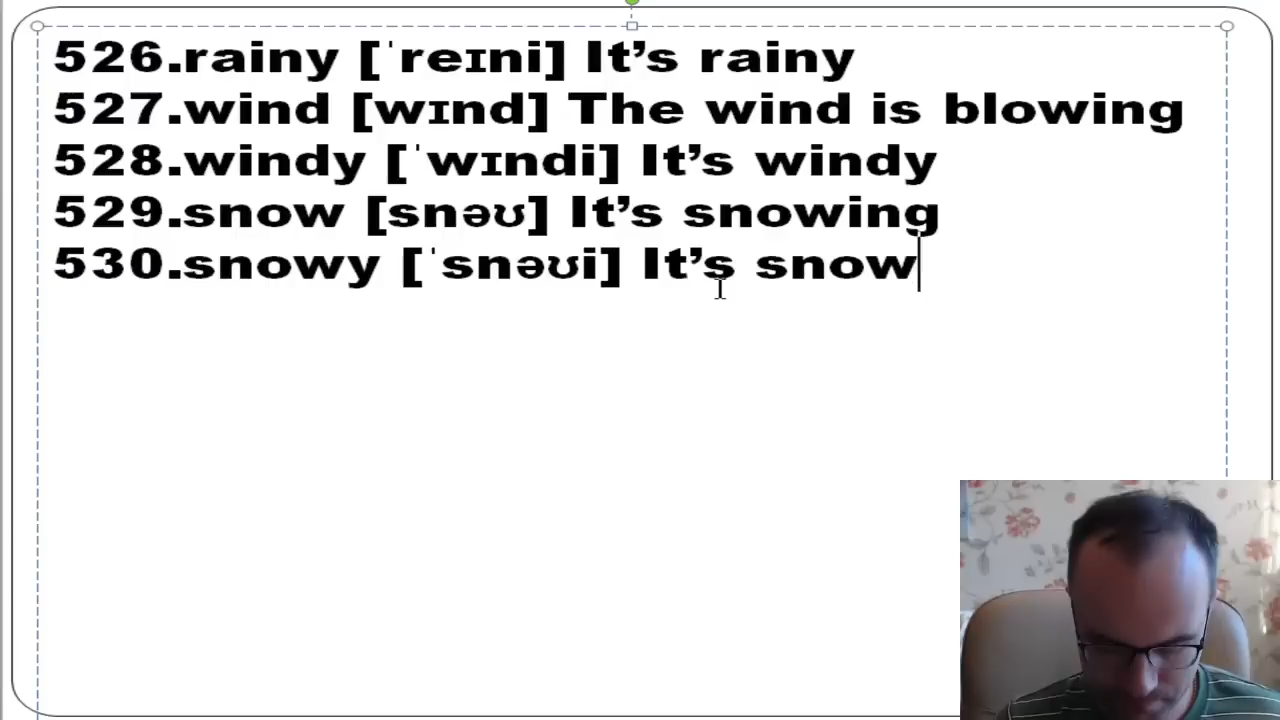 526.rainy [ˈreɪni] It’s rainy
527.wind [wɪnd] The wind is blowing
528.windy [ˈwɪndi] It’s windy
529.snow [snəʊ] It’s snowing
530.snowy [ˈsnəʊi] It’s snow